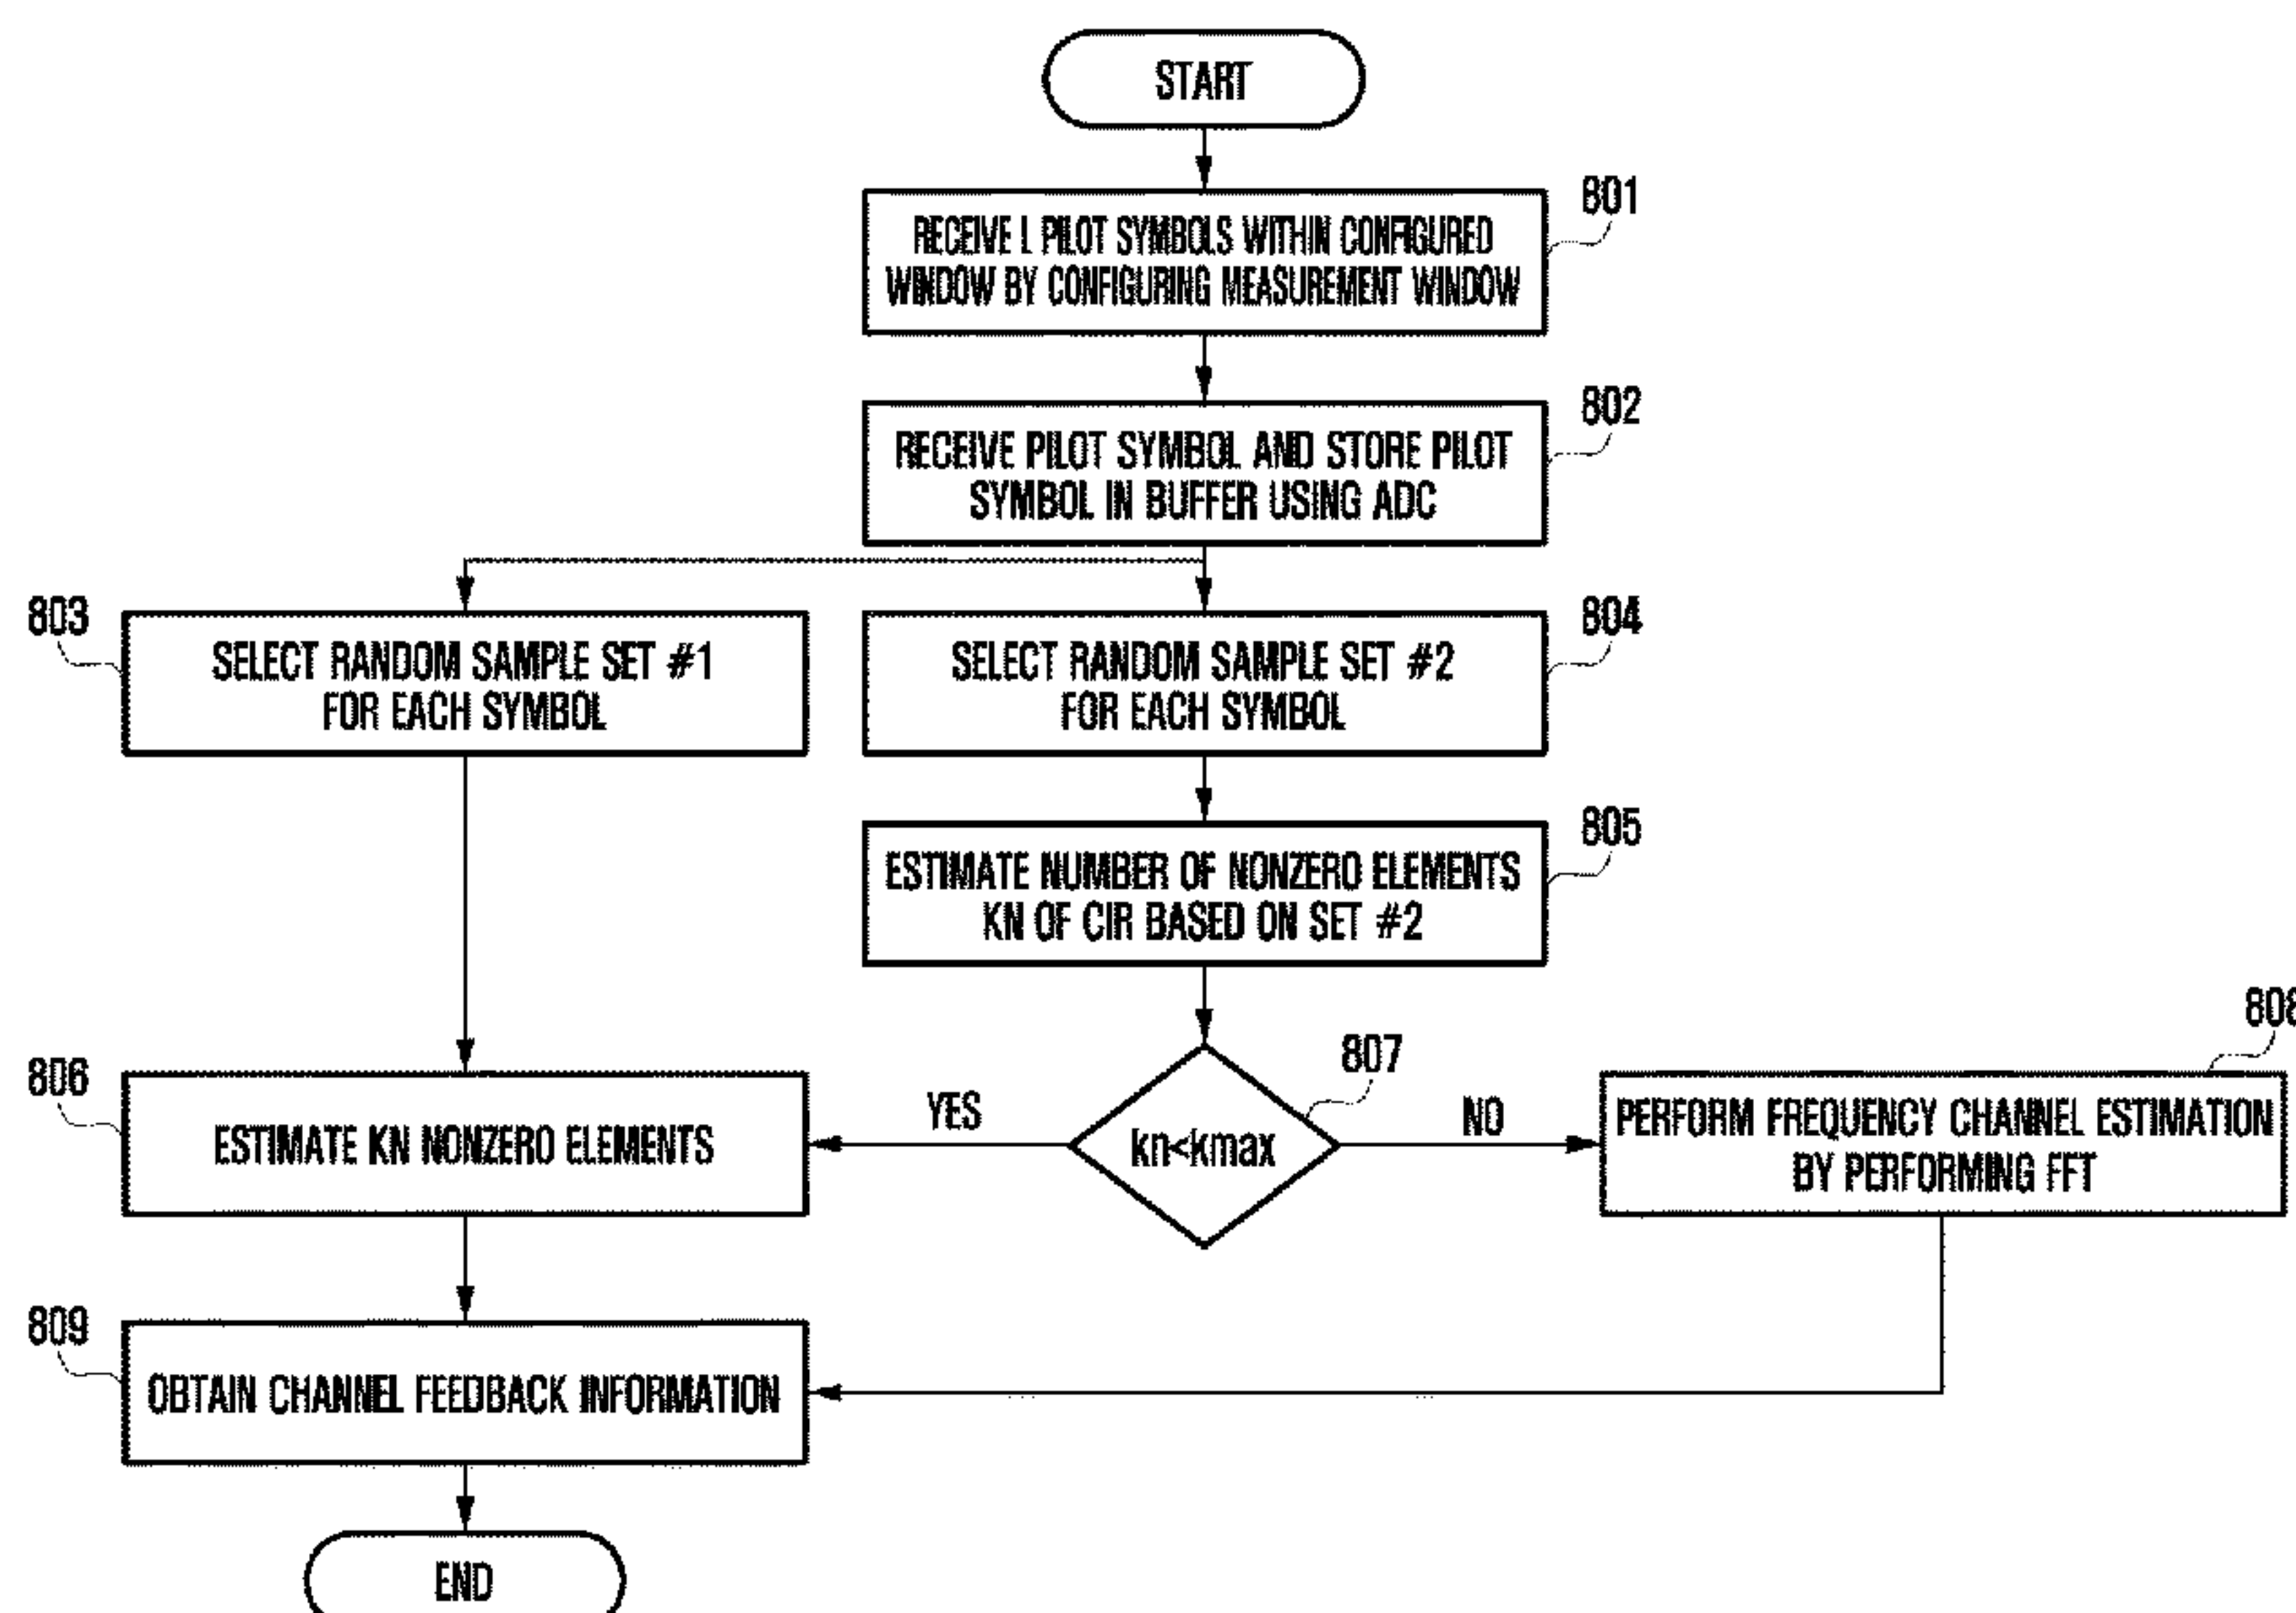 START
801
RECEIVE L PILOT SYMBOLS WITHIN CONFIGURED
WINDOW BY CONFIGURING MEASUREMENT WINDOW
802
RECEIVE PILOT SYMBOL AND STORE PILOT
SYMBOL IN BUFFER USING ADC
803
SELECT RANDOM SAMPLE SET #1
FOR EACH SYMBOL
804
SELECT RANDOM SAMPLE SET #2
FOR EACH SYMBOL
805
ESTIMATE NUMBER OF NONZERO ELEMENTS
KN OF CIR BASED ON SET #2
806
ESTIMATE KN NONZERO ELEMENTS
YES
807
kn<kmax
NO
808
PERFORM FREQUENCY CHANNEL ESTIMATION
BY PERFORMING FFT
809
OBTAIN CHANNEL FEEDBACK INFORMATION
END